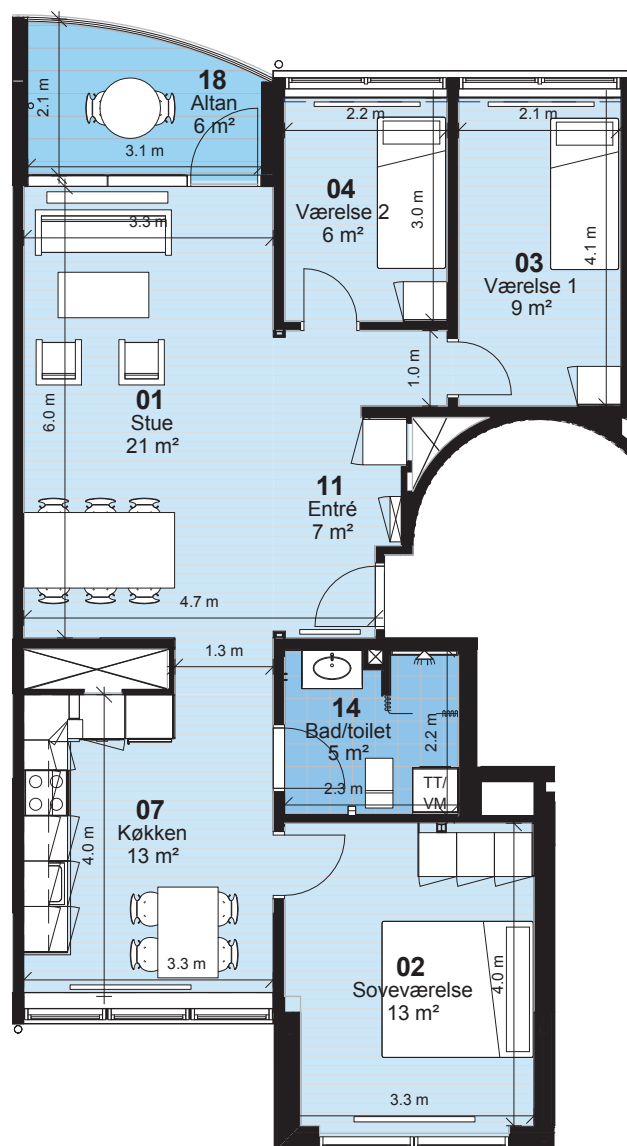 18
Altan
6 m²
2.1 m
3.1 m
2.2 m
2.1 m
04
Værelse 2
6 m²
3.0 m
03
Værelse 1
9 m²
4.1 m
3.3 m
1.0 m
01
Stue
21 m²
6.0 m
11
Entré
7 m²
4.7 m
1.3 m
14
Bad/toilet
5 m²
2.2 m
2.3 m
TT/
VM
07
Køkken
13 m²
4.0 m
3.3 m
02
Soveværelse
13 m²
4.0 m
3.3 m